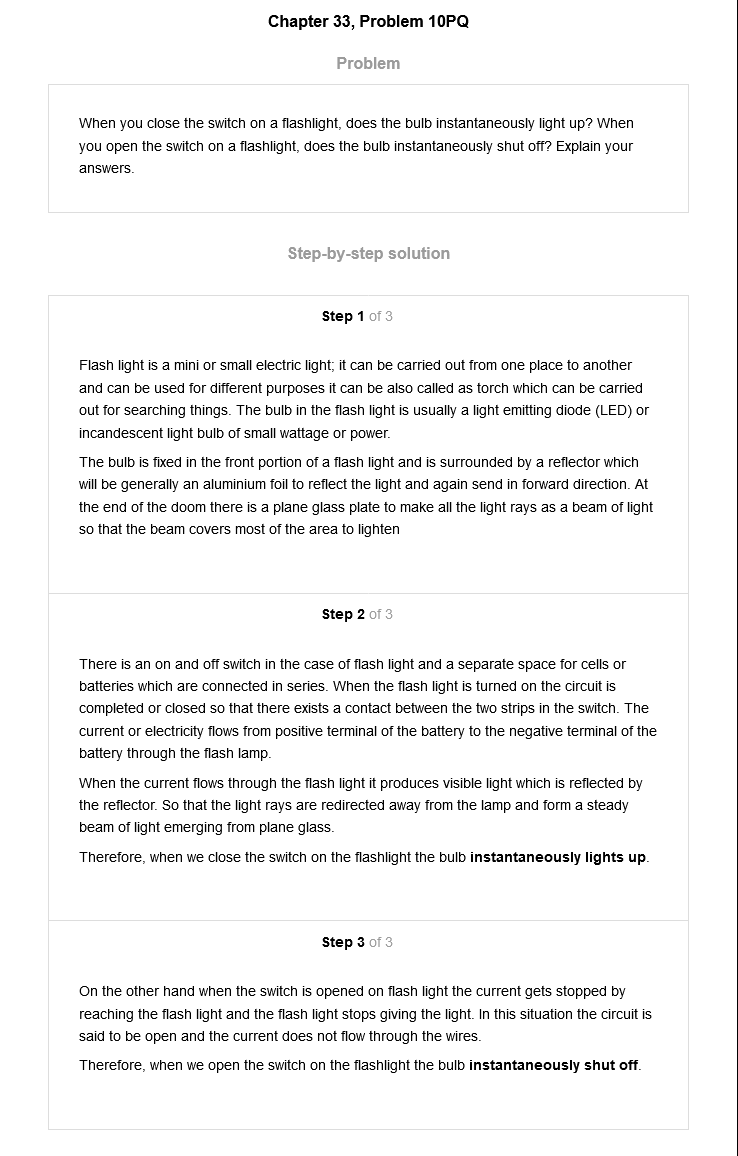 Chapter 33, Problem 10PQ
Problem
When you close the switch on a flashlight, does the bulb instantaneously light up? When
you open the switch on a flashlight, does the bulb instantaneously shut off? Explain your
answers.
Step-by-step solution
Step 1 of 3
Flash light is a mini or small electric light; it can be carried out from one place to another
and can be used for different purposes it can be also called as torch which can be carried
out for searching things. The bulb in the flash light is usually a light emitting diode (LED) or
incandescent light bulb of small wattage or power.
The bulb is fixed in the front portion of a flash light and is surrounded by a reflector which
will be generally an aluminium foil to reflect the light and again send in forward direction. At
the end of the doom there is a plane glass plate to make all the light rays as a beam of light
so that the beam covers most of the area to lighten
Step 2 of 3
There is an on and off switch in the case of flash light and a separate space for cells or
batteries which are connected in series. When the flash light is turned on the circuit is
completed or closed so that there exists a contact between the two strips in the switch. The
current or electricity flows from positive terminal of the battery to the negative terminal of the
battery through the flash lamp.
When the current flows through the flash light it produces visible light which is reflected by
the reflector. So that the light rays are redirected away from the lamp and form a steady
beam of light emerging from plane glass.
Therefore, when we close the switch on the flashlight the bulb instantaneously lights up.
Step 3 of 3
On the other hand when the switch is opened on flash light the current gets stopped by
reaching the flash light and the flash light stops giving the light. In this situation the circuit is
said to be open and the current does not flow through the wires.
Therefore, when we open the switch on the flashlight the bulb instantaneously shut off.